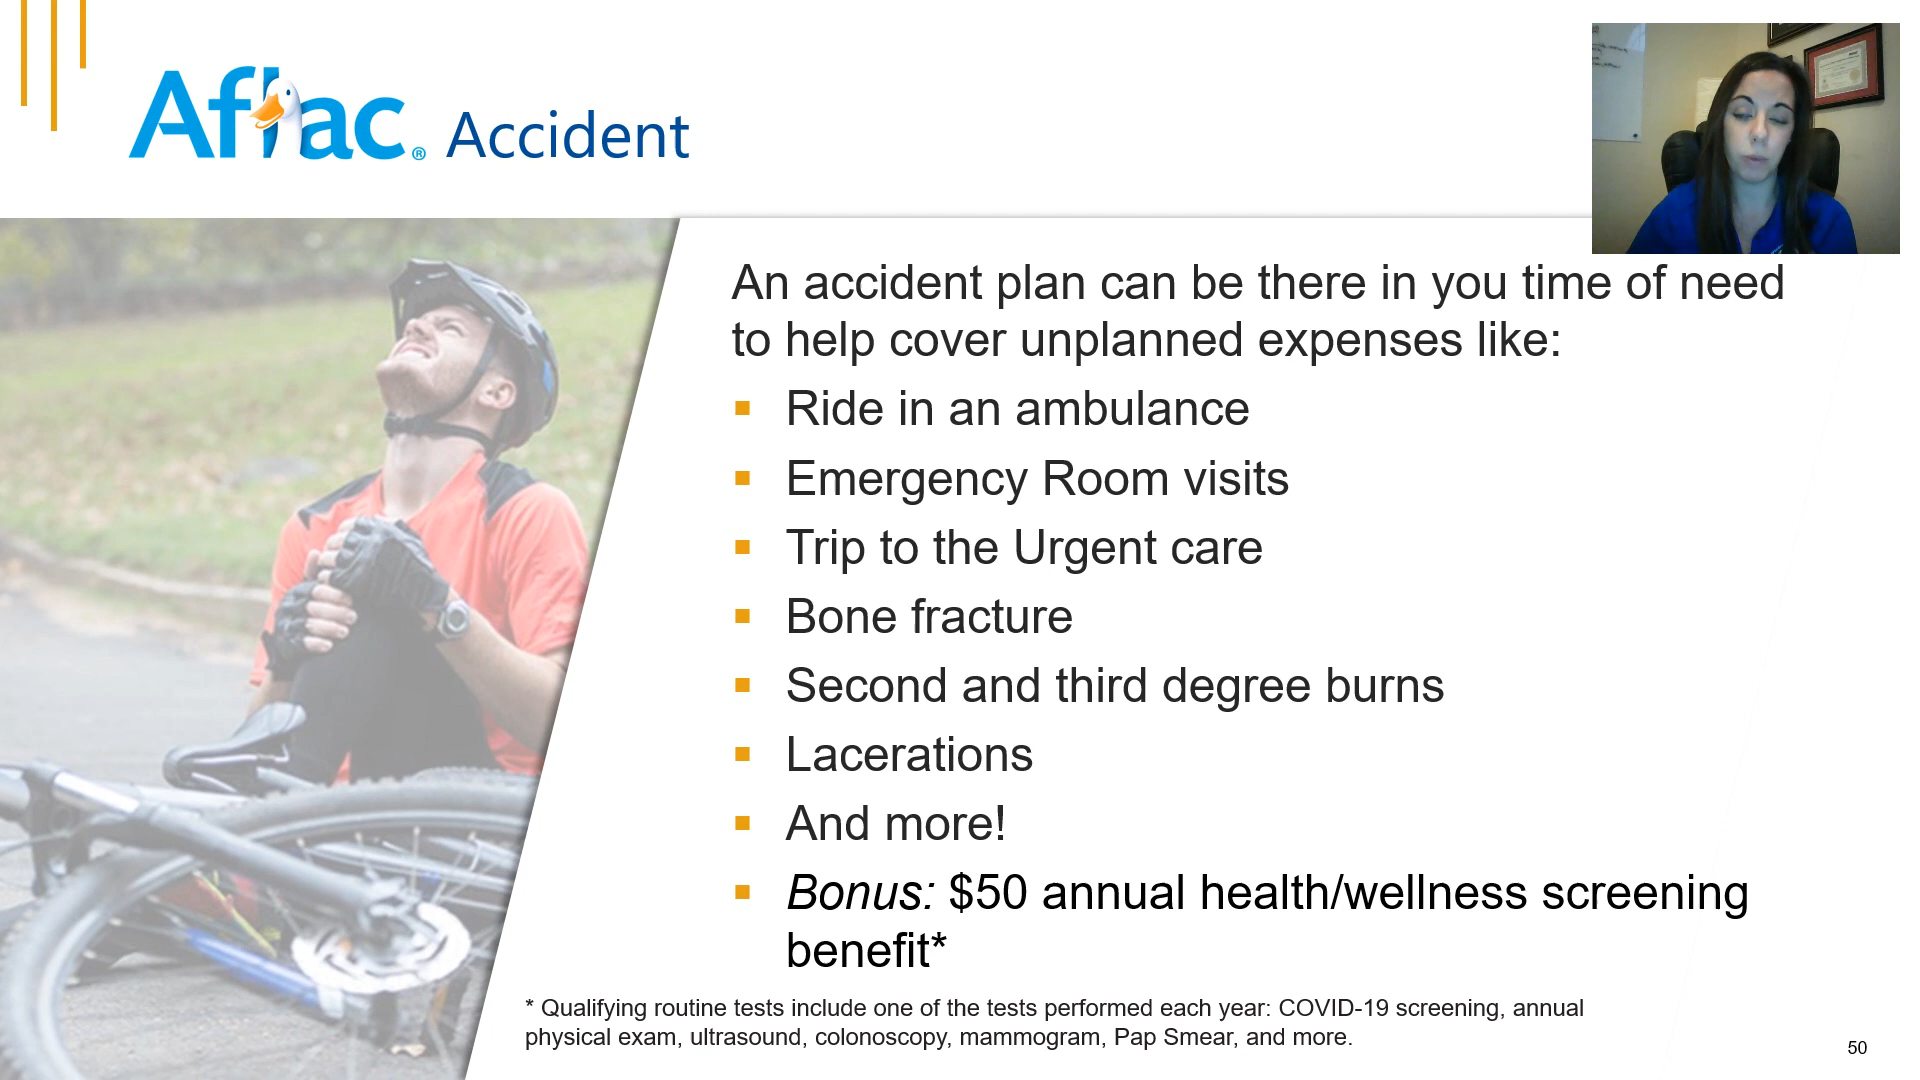 Aflac® Accident
An accident plan can be there in you time of need
to help cover unplanned expenses like:
▪ Ride in an ambulance
▪ Emergency Room visits
▪ Trip to the Urgent care
▪ Bone fracture
▪ Second and third degree burns
▪ Lacerations
▪ And more!
▪ Bonus: $50 annual health/wellness screening
benefit*
* Qualifying routine tests include one of the tests performed each year: COVID-19 screening, annual
physical exam, ultrasound, colonoscopy, mammogram, Pap Smear, and more.
50